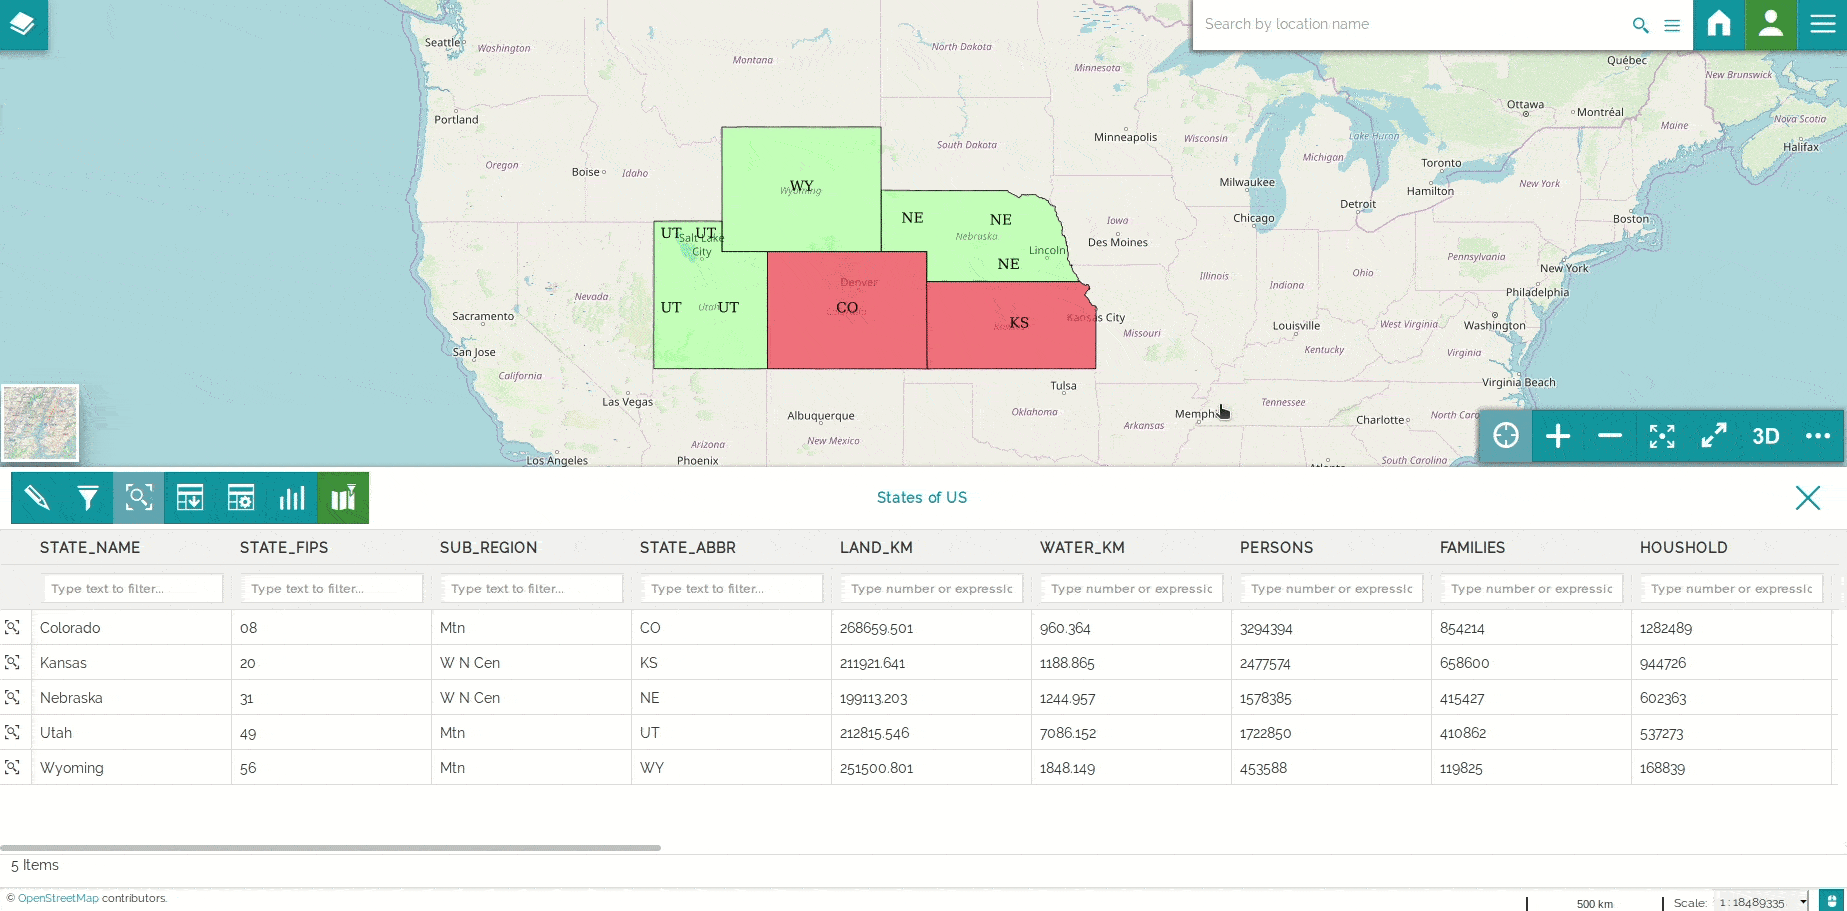 Search by location name
Seattle
Washington
North Dakota
Montana
Minnesota
Québec
New Brunswick
Portland
Ottawa
Montréal
Maine
Nova Scotia
Halifax
Minneapolis
Wisconsin
Lake Huron
Oregon
Boise
Idaho
South Dakota
Michigan
Toronto
WY
Wyoming
Milwaukee
Hamilton
New York
Detroit
NE
NE
Iowa
Chicago
Boston
UT
UT
Salt Lake
City
Nebraska
Lincoln
Des Moines
NE
Pennsylvania
Illinois
Ohio
New York
Denver
Indiana
Philadelphia
Nevada
UT
Utah
UT
CO
Sacramento
KS
Kansas City
Missouri
Louisville
West Virginia
Washington
San Jose
Kentucky
Virginia
California
Tulsa
Virginia Beach
Las Vegas
Albuquerque
Oklahoma
Memphis
Tennessee
Charlotte
North Caro
Arkansas
Arizona
New Mexico
3D
Los Angeles
Phoenix
Atlanta
South Carolina
States of US
STATE_NAME STATE_FIPS SUB_REGION STATE_ABBR LAND_KM WATER_KM PERSONS FAMILIES HOUSHOLD
Type text to filter... Type text to filter... Type text to filter... Type text to filter... Type number or expressic Type number or expressic Type number or expressic Type number or expressic Type number or expressic
Colorado 08 Mtn CO 268659.501 960.364 3294394 854214 1282489
Kansas 20 W N Cen KS 211921.641 1188.865 2477574 658600 944726
Nebraska 31 W N Cen NE 199113.203 1244.957 1578385 415427 602363
Utah 49 Mtn UT 212815.546 7086.152 1722850 410862 537273
Wyoming 56 Mtn WY 251500.801 1848.149 453588 119825 168839
5 Items
© OpenStreetMap contributors.
500 km
Scale: 1 : 18489335